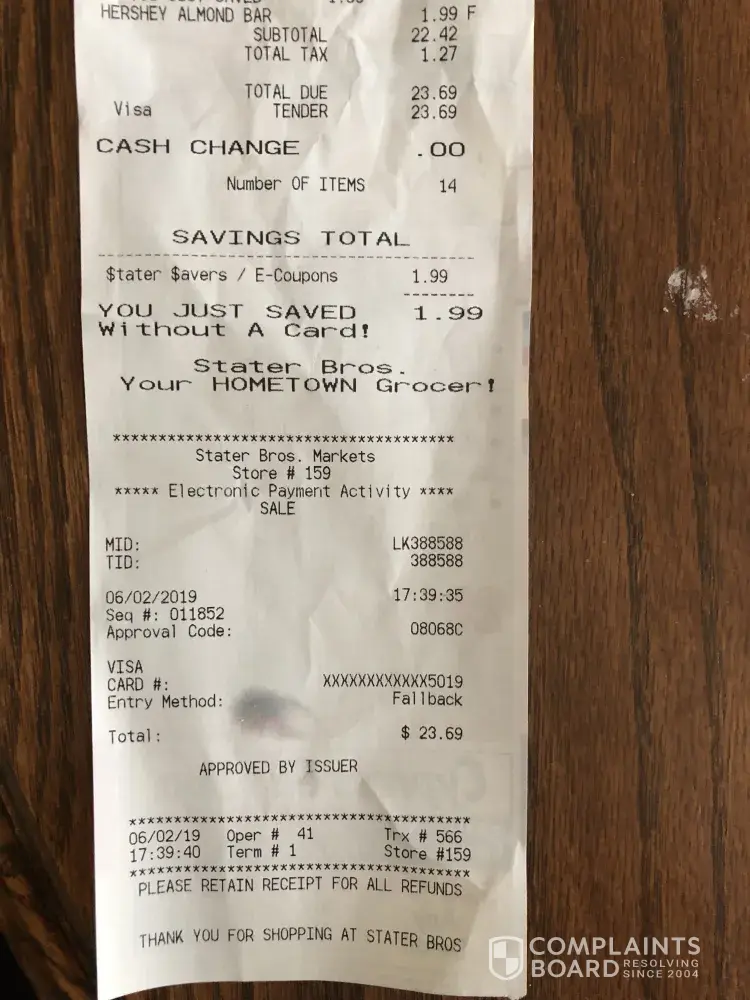 HERSHEY ALMOND BAR 1.99 F
SUBTOTAL 22.42
TOTAL TAX 1.27
TOTAL DUE 23.69
Visa TENDER 23.69
CASH CHANGE .00
Number OF ITEMS 14
SAVINGS TOTAL
$tater $avers / E-Coupons 1.99
YOU JUST SAVED 1.99
Without A Card!
Stater Bros.
Your HOMETOWN Grocer!
****************************************
Stater Bros. Markets
Store # 159
***** Electronic Payment Activity ****
SALE
MID: LK388588
TID: 388588
06/02/2019 17:39:35
Seq #: 011852
Approval Code: 08068C
VISA
CARD #: XXXXXXXXXXXX5019
Entry Method: Fallback
Total: $ 23.69
APPROVED BY ISSUER
****************************************
06/02/19 Oper # 41 Trx # 566
17:39:40 Term # 1 Store #159
****************************************
PLEASE RETAIN RECEIPT FOR ALL REFUNDS
THANK YOU FOR SHOPPING AT STATER BROS
COMPLAINTS
BOARD RESOLVING SINCE 2004